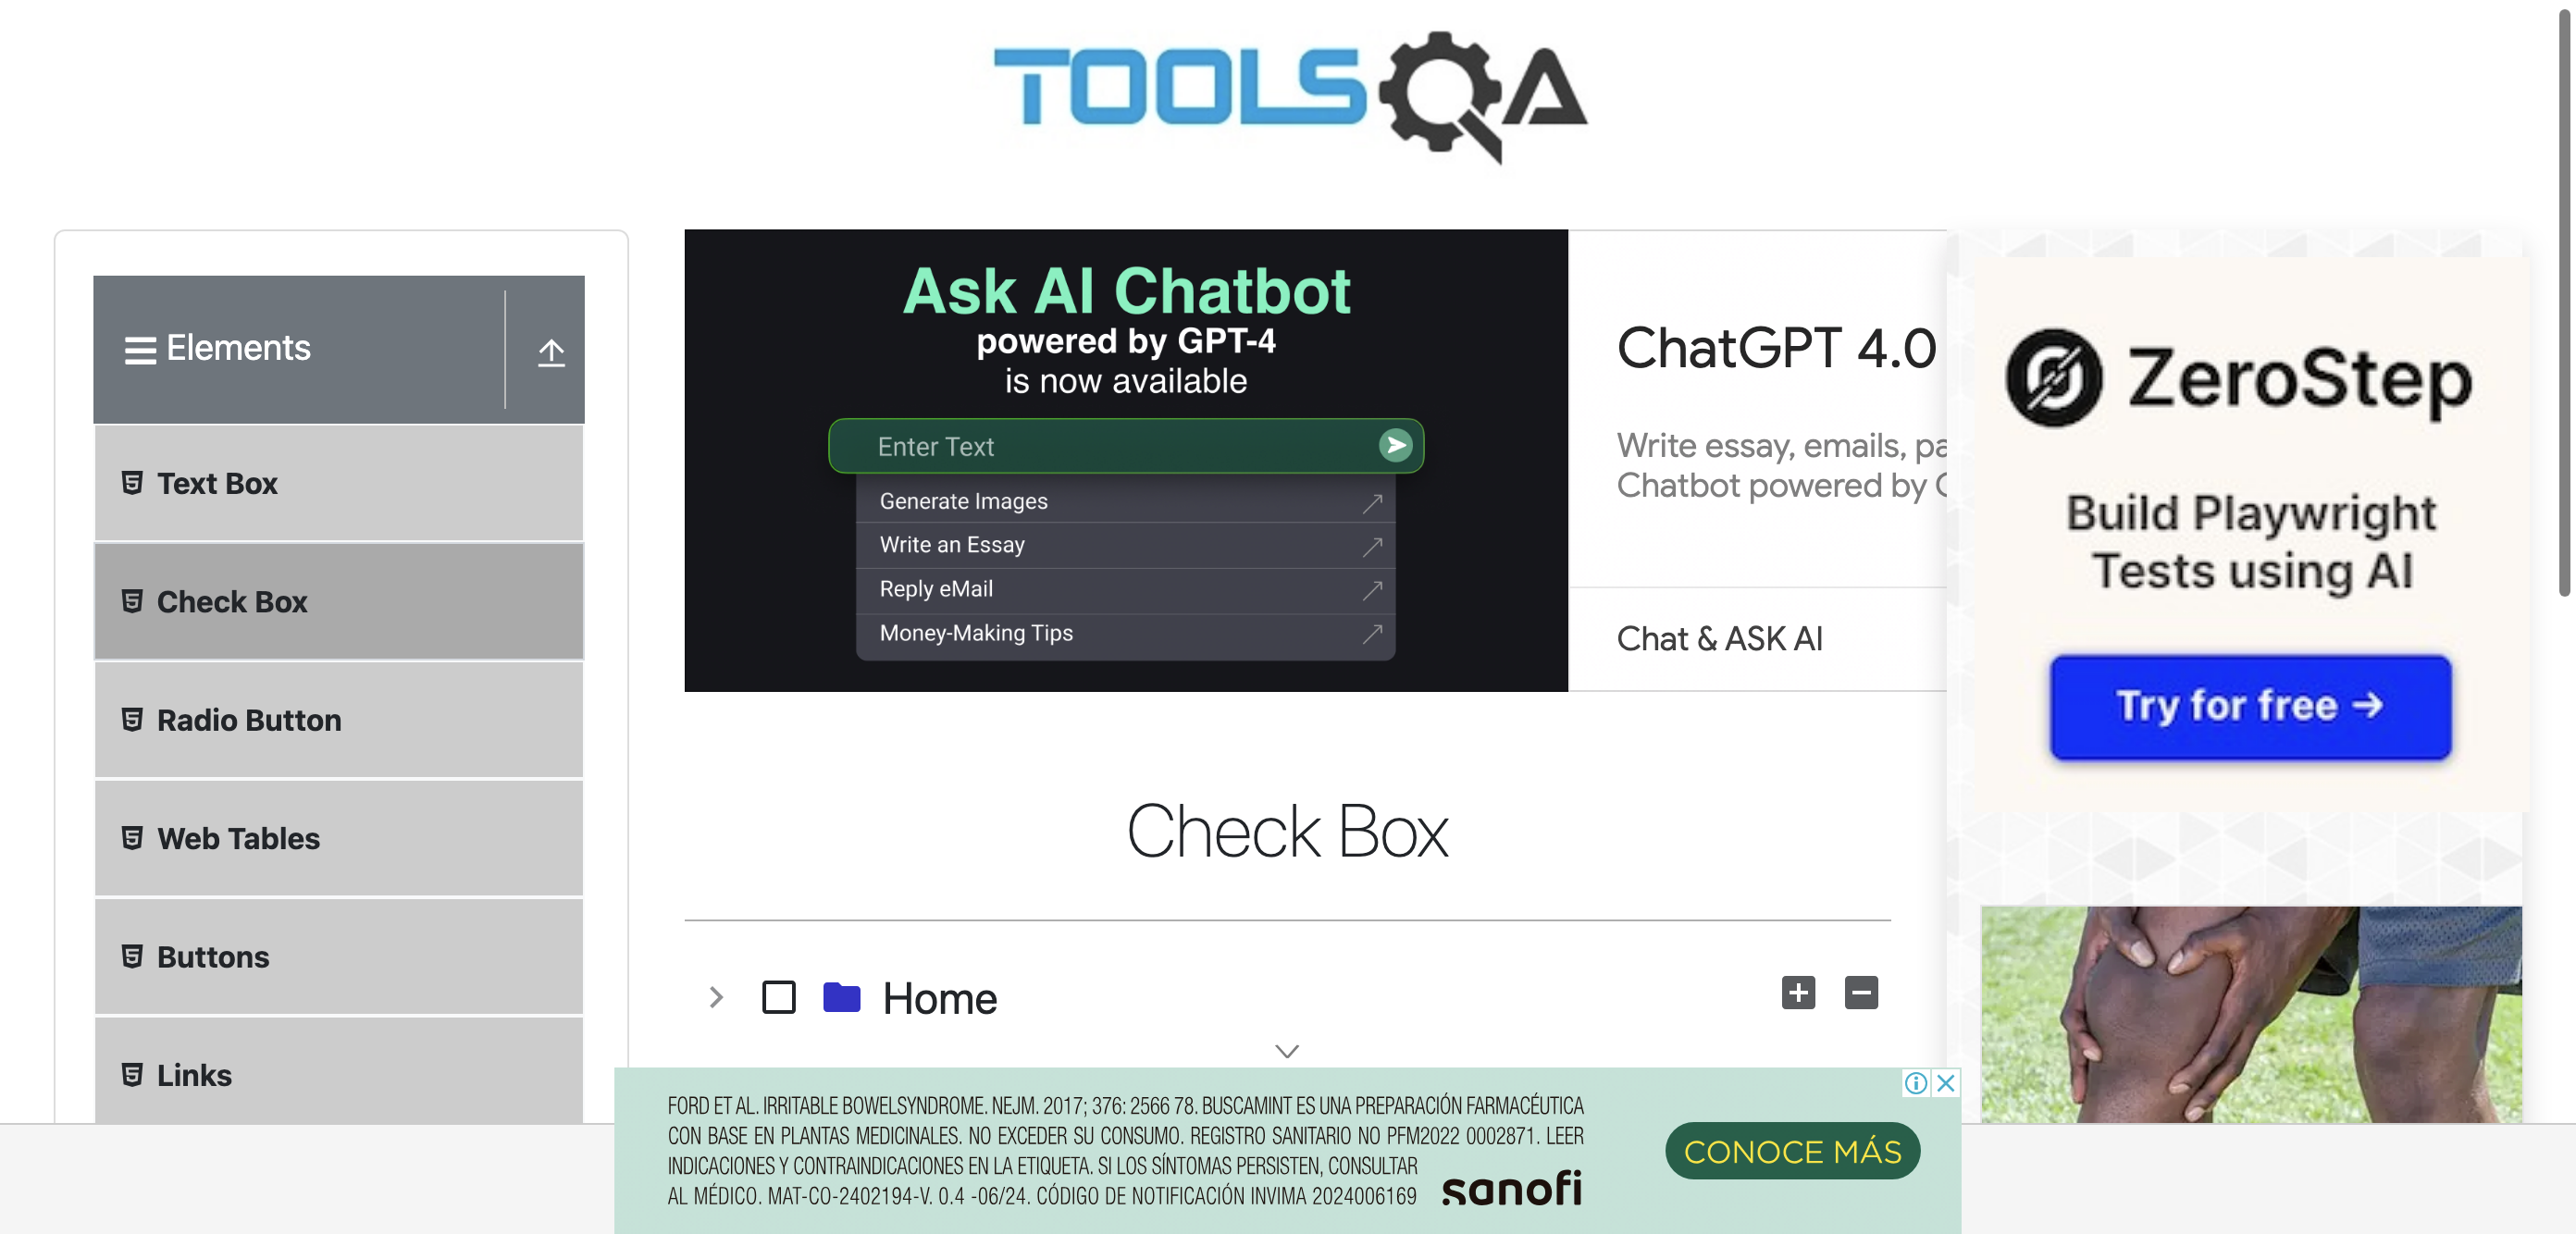 TOOLSQA
Elements
Text Box
Check Box
Radio Button
Web Tables
Buttons
Links
Ask AI Chatbot
powered by GPT-4
is now available
Enter Text
Generate Images
Write an Essay
Reply eMail
Money-Making Tips
ChatGPT 4.0
Write essay, emails,
Chatbot powered by
Chat & ASK AI
ZeroStep
Build Playwright
Tests using AI
Try for free →
Check Box
Home
FORD ET AL. IRRITABLE BOWELSYNDROME. NEJM. 2017; 376: 2566 78. BUSCAMINT ES UNA PREPARACIÓN FARMACÉUTICA
CON BASE EN PLANTAS MEDICINALES. NO EXCEDER SU CONSUMO. REGISTRO SANITARIO NO PFM2022 0002871. LEER
INDICACIONES Y CONTRAINDICACIONES EN LA ETIQUETA. SI LOS SÍNTOMAS PERSISTEN, CONSULTAR
AL MÉDICO. MAT-CO-2402194-V. 0.4 -06/24. CÓDIGO DE NOTIFICACIÓN INVIMA 2024006169
sanofi
CONOCE MÁS